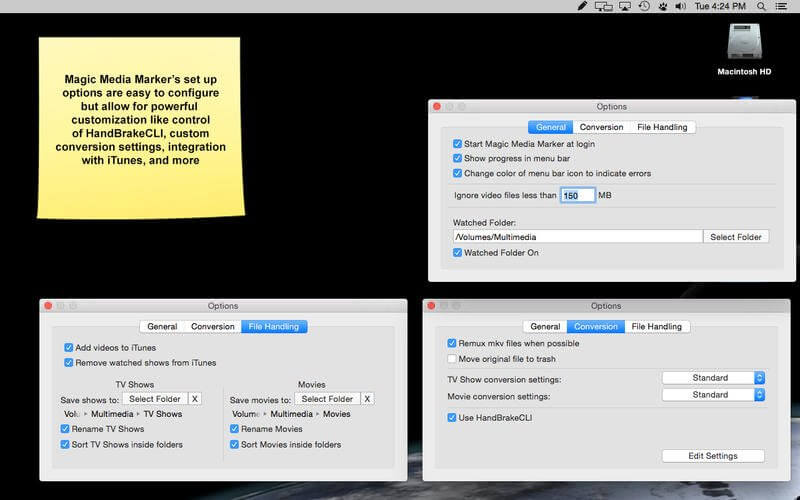 Tue 4:24 PM
Macintosh HD
Magic Media Marker's set up
options are easy to configure
but allow for powerful
customization like control
of HandBrakeCLI, custom
conversion settings, integration
with iTunes, and more
Options
General Conversion File Handling
Start Magic Media Marker at login
Show progress in menu bar
Change color of menu bar icon to indicate errors
Ignore video files less than 150 MB
Watched Folder:
/Volumes/Multimedia Select Folder
Watched Folder On
Options
General Conversion File Handling
Add videos to iTunes
Remove watched shows from iTunes
TV Shows Movies
Save shows to: Select Folder X Save movies to: Select Folder X
Multimedia TV Shows Multimedia Movies
Rename TV Shows Rename Movies
Sort TV Shows inside folders Sort Movies inside folders
Options
General Conversion File Handling
Remux mkv files when possible
Move original file to trash
TV Show conversion settings: Standard
Movie conversion settings: Standard
Use HandBrakeCLI
Edit Settings